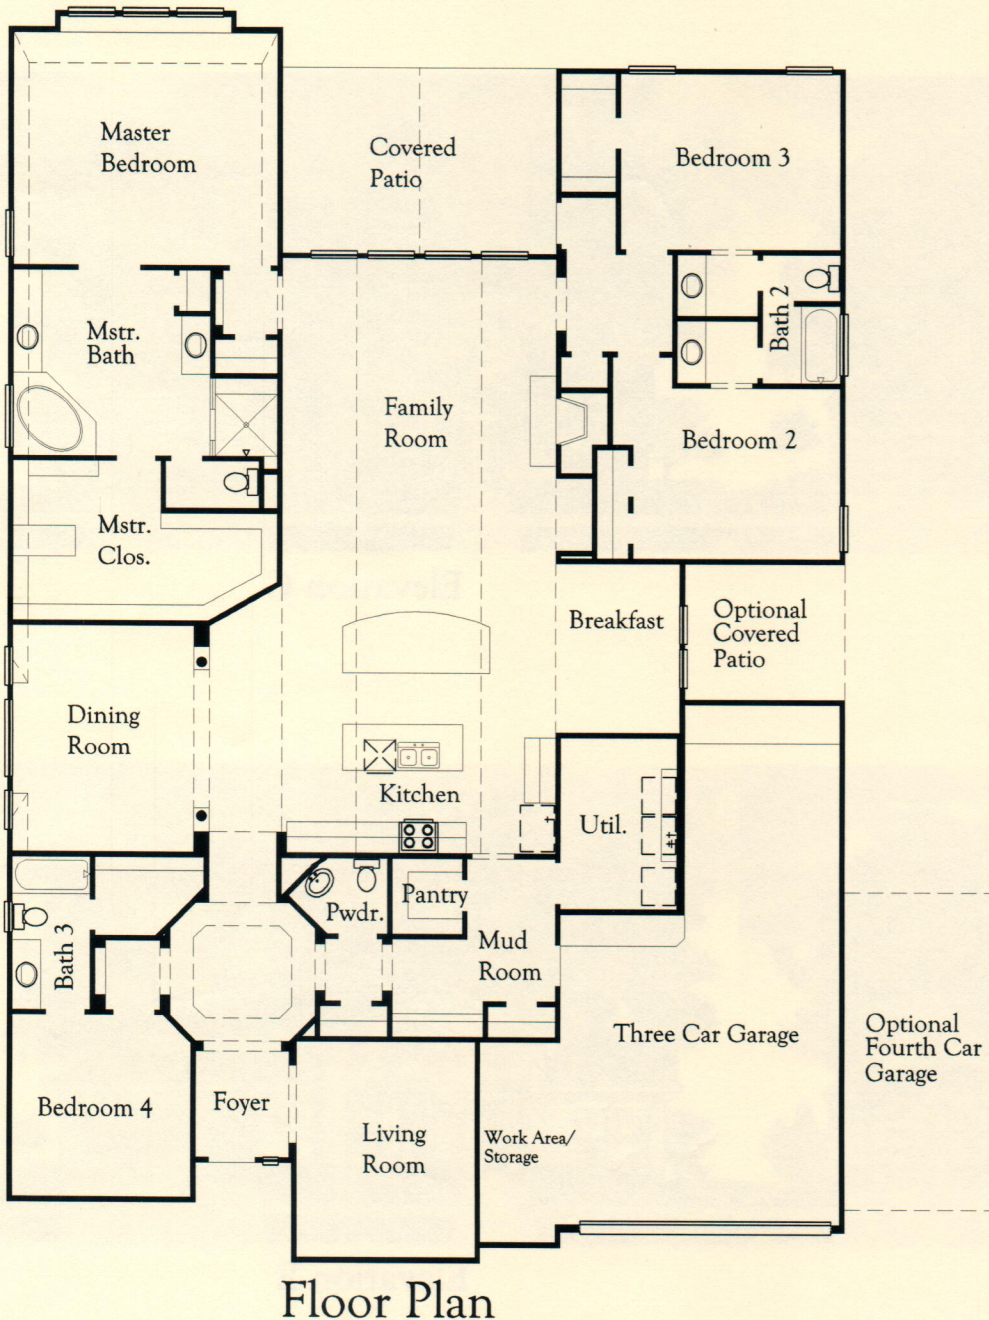 Master
Bedroom
Covered
Patio
Bedroom 3
Mstr.
Bath
Bath 2
Family
Room
Bedroom 2
Mstr.
Clos.
Breakfast
Optional
Covered
Patio
Dining
Room
Kitchen
Util.
Pantry
Pwdr.
Bath 3
Mud
Room
Three Car Garage
Optional
Fourth Car
Garage
Bedroom 4
Foyer
Living
Room
Work Area/
Storage
Floor Plan